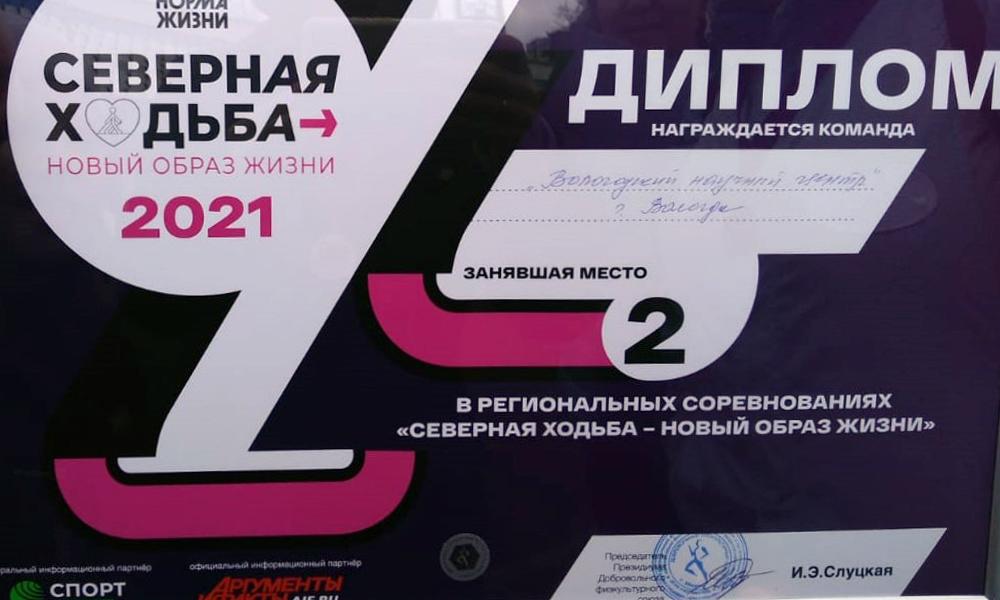 НОРМА
ЖИЗНИ
СЕВЕРНАЯ
ХОДЬБА
НОВЫЙ ОБРАЗ ЖИЗНИ
2021
ДИПЛОМ
НАГРАЖДАЕТСЯ КОМАНДА
"Вологодский научный центр"
г. Вологда
ЗАНЯВШАЯ МЕСТО
2
В РЕГИОНАЛЬНЫХ СОРЕВНОВАНИЯХ
«СЕВЕРНАЯ ХОДЬБА – НОВЫЙ ОБРАЗ ЖИЗНИ»
информационный партнёр
СПОРТ
официальный информационный партнёр
АРГУМЕНТЫ
AIF.RU
Председатель
Президиума
Добровольного
физкультурного
союза
И.Э.Слуцкая